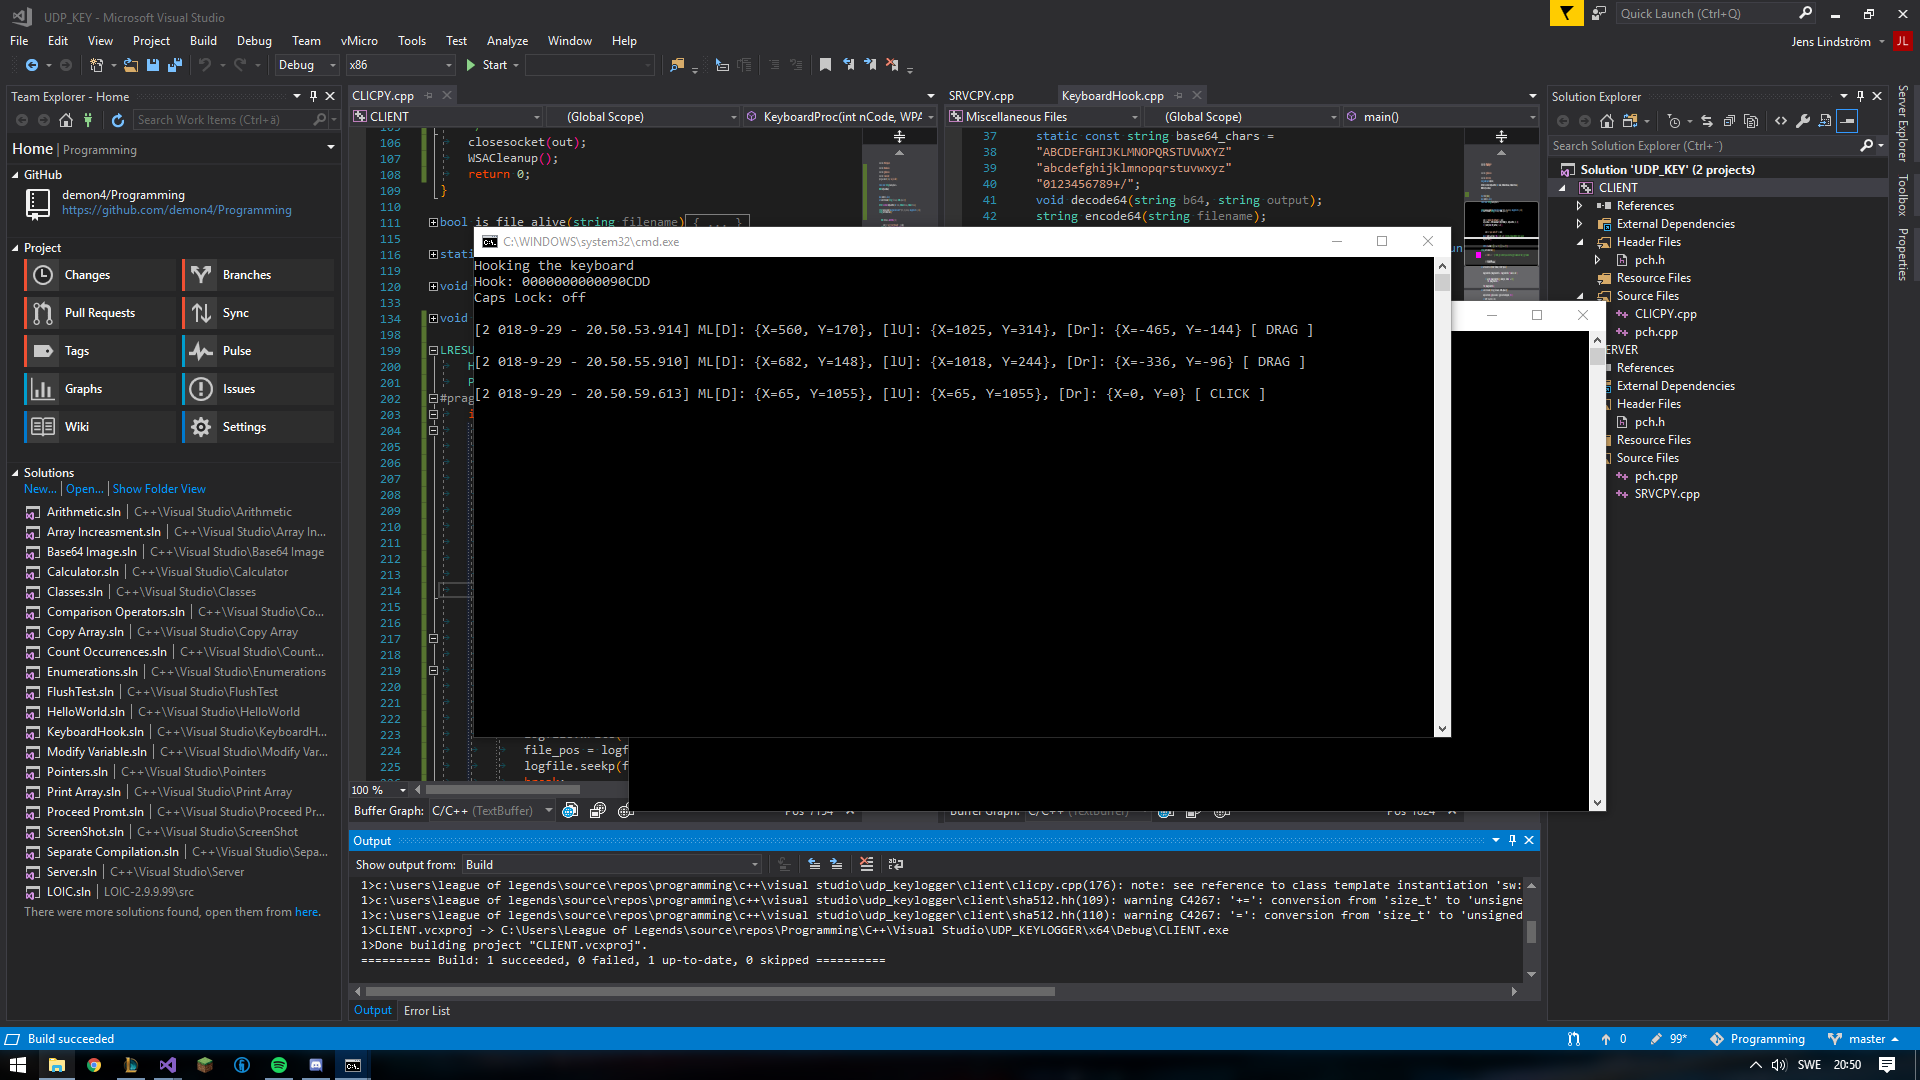 UDP_KEY - Microsoft Visual Studio
Quick Launch (Ctrl+Q)
File Edit View Project Build Debug Team vMicro Tools Test Analyze Window Help
Jens Lindström JL
Debug x86 Start
Team Explorer - Home
Search Work Items (Ctrl+ä)
Home | Programming
GitHub
demon4/Programming
https://github.com/demon4/Programming
Project
Changes Branches
Pull Requests Sync
Tags Pulse
Graphs Issues
Wiki Settings
Solutions
New... | Open... | Show Folder View
Arithmetic.sln | C++\Visual Studio\Arithmetic
Array Increasment.sln | C++\Visual Studio\Array In...
Base64 Image.sln | C++\Visual Studio\Base64 Image
Calculator.sln | C++\Visual Studio\Calculator
Classes.sln | C++\Visual Studio\Classes
Comparison Operators.sln | C++\Visual Studio\Co...
Copy Array.sln | C++\Visual Studio\Copy Array
Count Occurrences.sln | C++\Visual Studio\Count...
Enumerations.sln | C++\Visual Studio\Enumerations
FlushTest.sln | C++\Visual Studio\FlushTest
HelloWorld.sln | C++\Visual Studio\HelloWorld
KeyboardHook.sln | C++\Visual Studio\KeyboardH...
Modify Variable.sln | C++\Visual Studio\Modify Var...
Pointers.sln | C++\Visual Studio\Pointers
Print Array.sln | C++\Visual Studio\Print Array
Proceed Promt.sln | C++\Visual Studio\Proceed Pr...
ScreenShot.sln | C++\Visual Studio\ScreenShot
Separate Compilation.sln | C++\Visual Studio\Sepa...
Server.sln | C++\Visual Studio\Server
LOIC.sln | LOIC-2.9.9.99\src
There were more solutions found, open them from here.
CLICPY.cpp
CLIENT (Global Scope) KeyboardProc(int nCode, WPA
106 closesocket(out);
107 WSACleanup();
108 return 0;
109 }
110
111 bool is_file_alive(string filename){ ... }
115
116 stati
119
120 void
133
134 void
198
199 LRESU
200 H
201 P
202 #prag
203 i
204
205
206
207
208
209
210
211
212
213
214
215
216
217
218
219
220
221
222
223
224 file_pos = logf
225 logfile.seekp(f
100 %
Buffer Graph: C/C++ (TextBuffer)
SRVCPY.cpp KeyboardHook.cpp
Miscellaneous Files (Global Scope) main()
37 static const string base64_chars =
38 "ABCDEFGHIJKLMNOPQRSTUVWXYZ"
39 "abcdefghijklmnopqrstuvwxyz"
40 "0123456789+/";
41 void decode64(string b64, string output);
42 string encode64(string filename);
C:\WINDOWS\system32\cmd.exe
Hooking the keyboard
Hook: 0000000000090CDD
Caps Lock: off
[2 018-9-29 - 20.50.53.914] ML[D]: {X=560, Y=170}, [lU]: {X=1025, Y=314}, [Dr]: {X=-465, Y=-144} [ DRAG ]
[2 018-9-29 - 20.50.55.910] ML[D]: {X=682, Y=148}, [lU]: {X=1018, Y=244}, [Dr]: {X=-336, Y=-96} [ DRAG ]
[2 018-9-29 - 20.50.59.613] ML[D]: {X=65, Y=1055}, [lU]: {X=65, Y=1055}, [Dr]: {X=0, Y=0} [ CLICK ]
Output
Show output from: Build
1>c:\users\league of legends\source\repos\programming\c++\visual studio\udp_keylogger\client\clicpy.cpp(176): note: see reference to class template instantiation 'sw:
1>c:\users\league of legends\source\repos\programming\c++\visual studio\udp_keylogger\client\sha512.hh(109): warning C4267: '+=': conversion from 'size_t' to 'unsigne
1>c:\users\league of legends\source\repos\programming\c++\visual studio\udp_keylogger\client\sha512.hh(110): warning C4267: '=': conversion from 'size_t' to 'unsigned
1>CLIENT.vcxproj -> C:\Users\League of Legends\source\repos\Programming\C++\Visual Studio\UDP_KEYLOGGER\x64\Debug\CLIENT.exe
1>Done building project "CLIENT.vcxproj".
========== Build: 1 succeeded, 0 failed, 1 up-to-date, 0 skipped ==========
Output Error List
Solution Explorer
Search Solution Explorer (Ctrl+¨)
Solution 'UDP_KEY' (2 projects)
CLIENT
References
External Dependencies
Header Files
pch.h
Resource Files
Source Files
CLICPY.cpp
pch.cpp
ERVER
References
External Dependencies
Header Files
pch.h
Resource Files
Source Files
pch.cpp
SRVCPY.cpp
Server Explorer
Toolbox
Properties
Build succeeded
0 99* Programming master
SWE 20:50